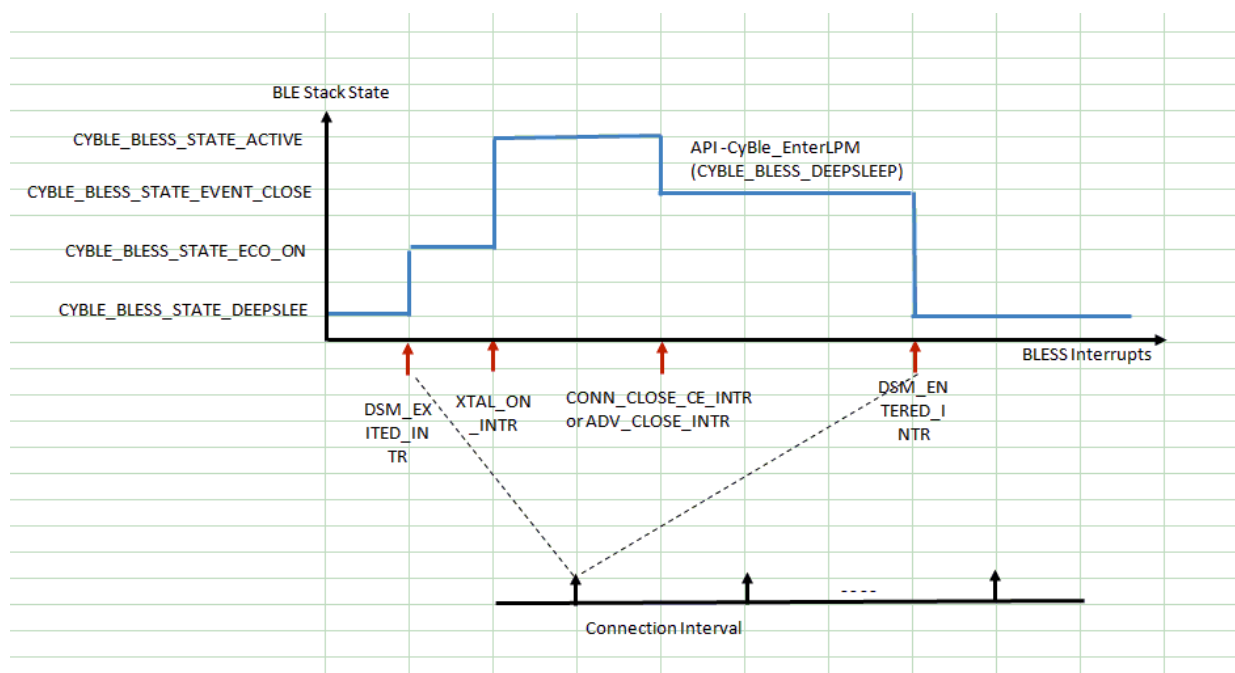 BLE Stack State
CYBLE_BLESS_STATE_ACTIVE
API -CyBle_EnterLPM
(CYBLE_BLESS_DEEPSLEEP)
CYBLE_BLESS_STATE_EVENT_CLOSE
CYBLE_BLESS_STATE_ECO_ON
CYBLE_BLESS_STATE_DEEPSLEE
BLESS Interrupts
DSM_EX
ITED_IN
TR
XTAL_ON
_INTR
CONN_CLOSE_CE_INTR
or ADV_CLOSE_INTR
DSM_EN
TERED_I
NTR
Connection Interval